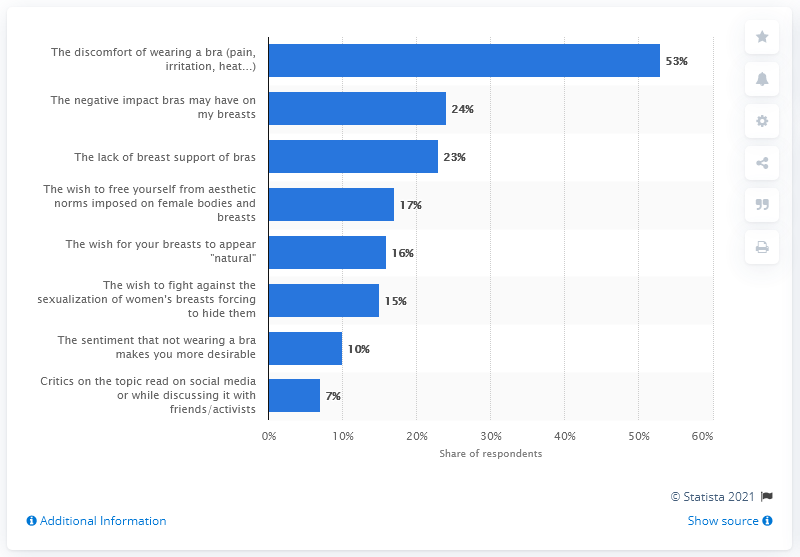 The discomfort of wearing a bra (pain,
irritation, heat...)
53%
The negative impact bras may have on
my breasts
24%
The lack of breast support of bras
23%
The wish to free yourself from aesthetic
norms imposed on female bodies and
breasts
17%
The wish for your breasts to appear
"natural"
16%
The wish to fight against the
sexualization of women's breasts forcing
to hide them
15%
The sentiment that not wearing a bra
makes you more desirable
10%
Critics on the topic read on social media
or while discussing it with
friends/activists
7%
0% 10% 20% 30% 40% 50% 60%
Share of respondents
© Statista 2021
Additional Information
Show source